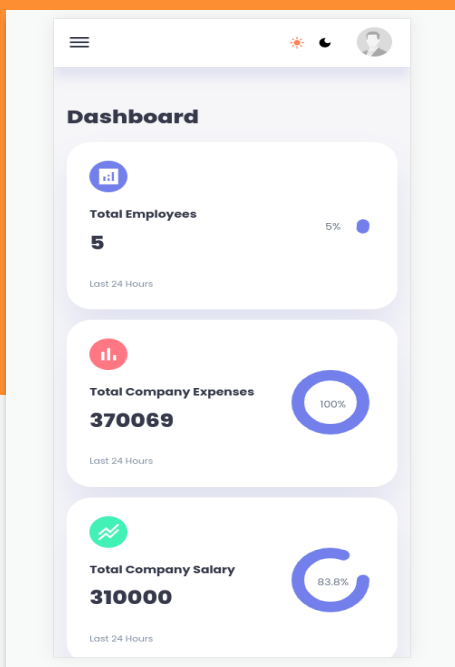 Dashboard
Total Employees
5
5%
Last 24 Hours
Total Company Expenses
370069
100%
Last 24 Hours
Total Company Salary
310000
83.8%
Last 24 Hours